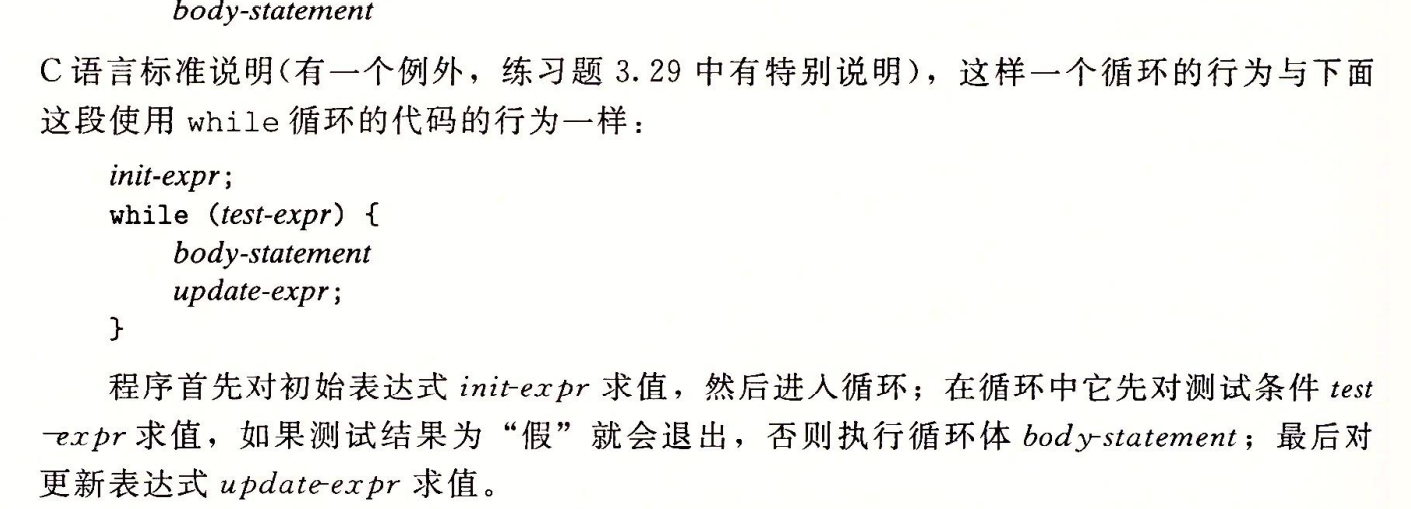 body-statement
C 语言标准说明(有一个例外，练习题 3.29 中有特别说明)，这样一个循环的行为与下面
这段使用 while 循环的代码的行为一样：
init-expr;
while (test-expr) {
body-statement
update-expr;
}
程序首先对初始表达式 init-expr 求值，然后进入循环；在循环中它先对测试条件 test
-expr 求值，如果测试结果为“假”就会退出，否则执行循环体 body-statement；最后对
更新表达式 update-expr 求值。